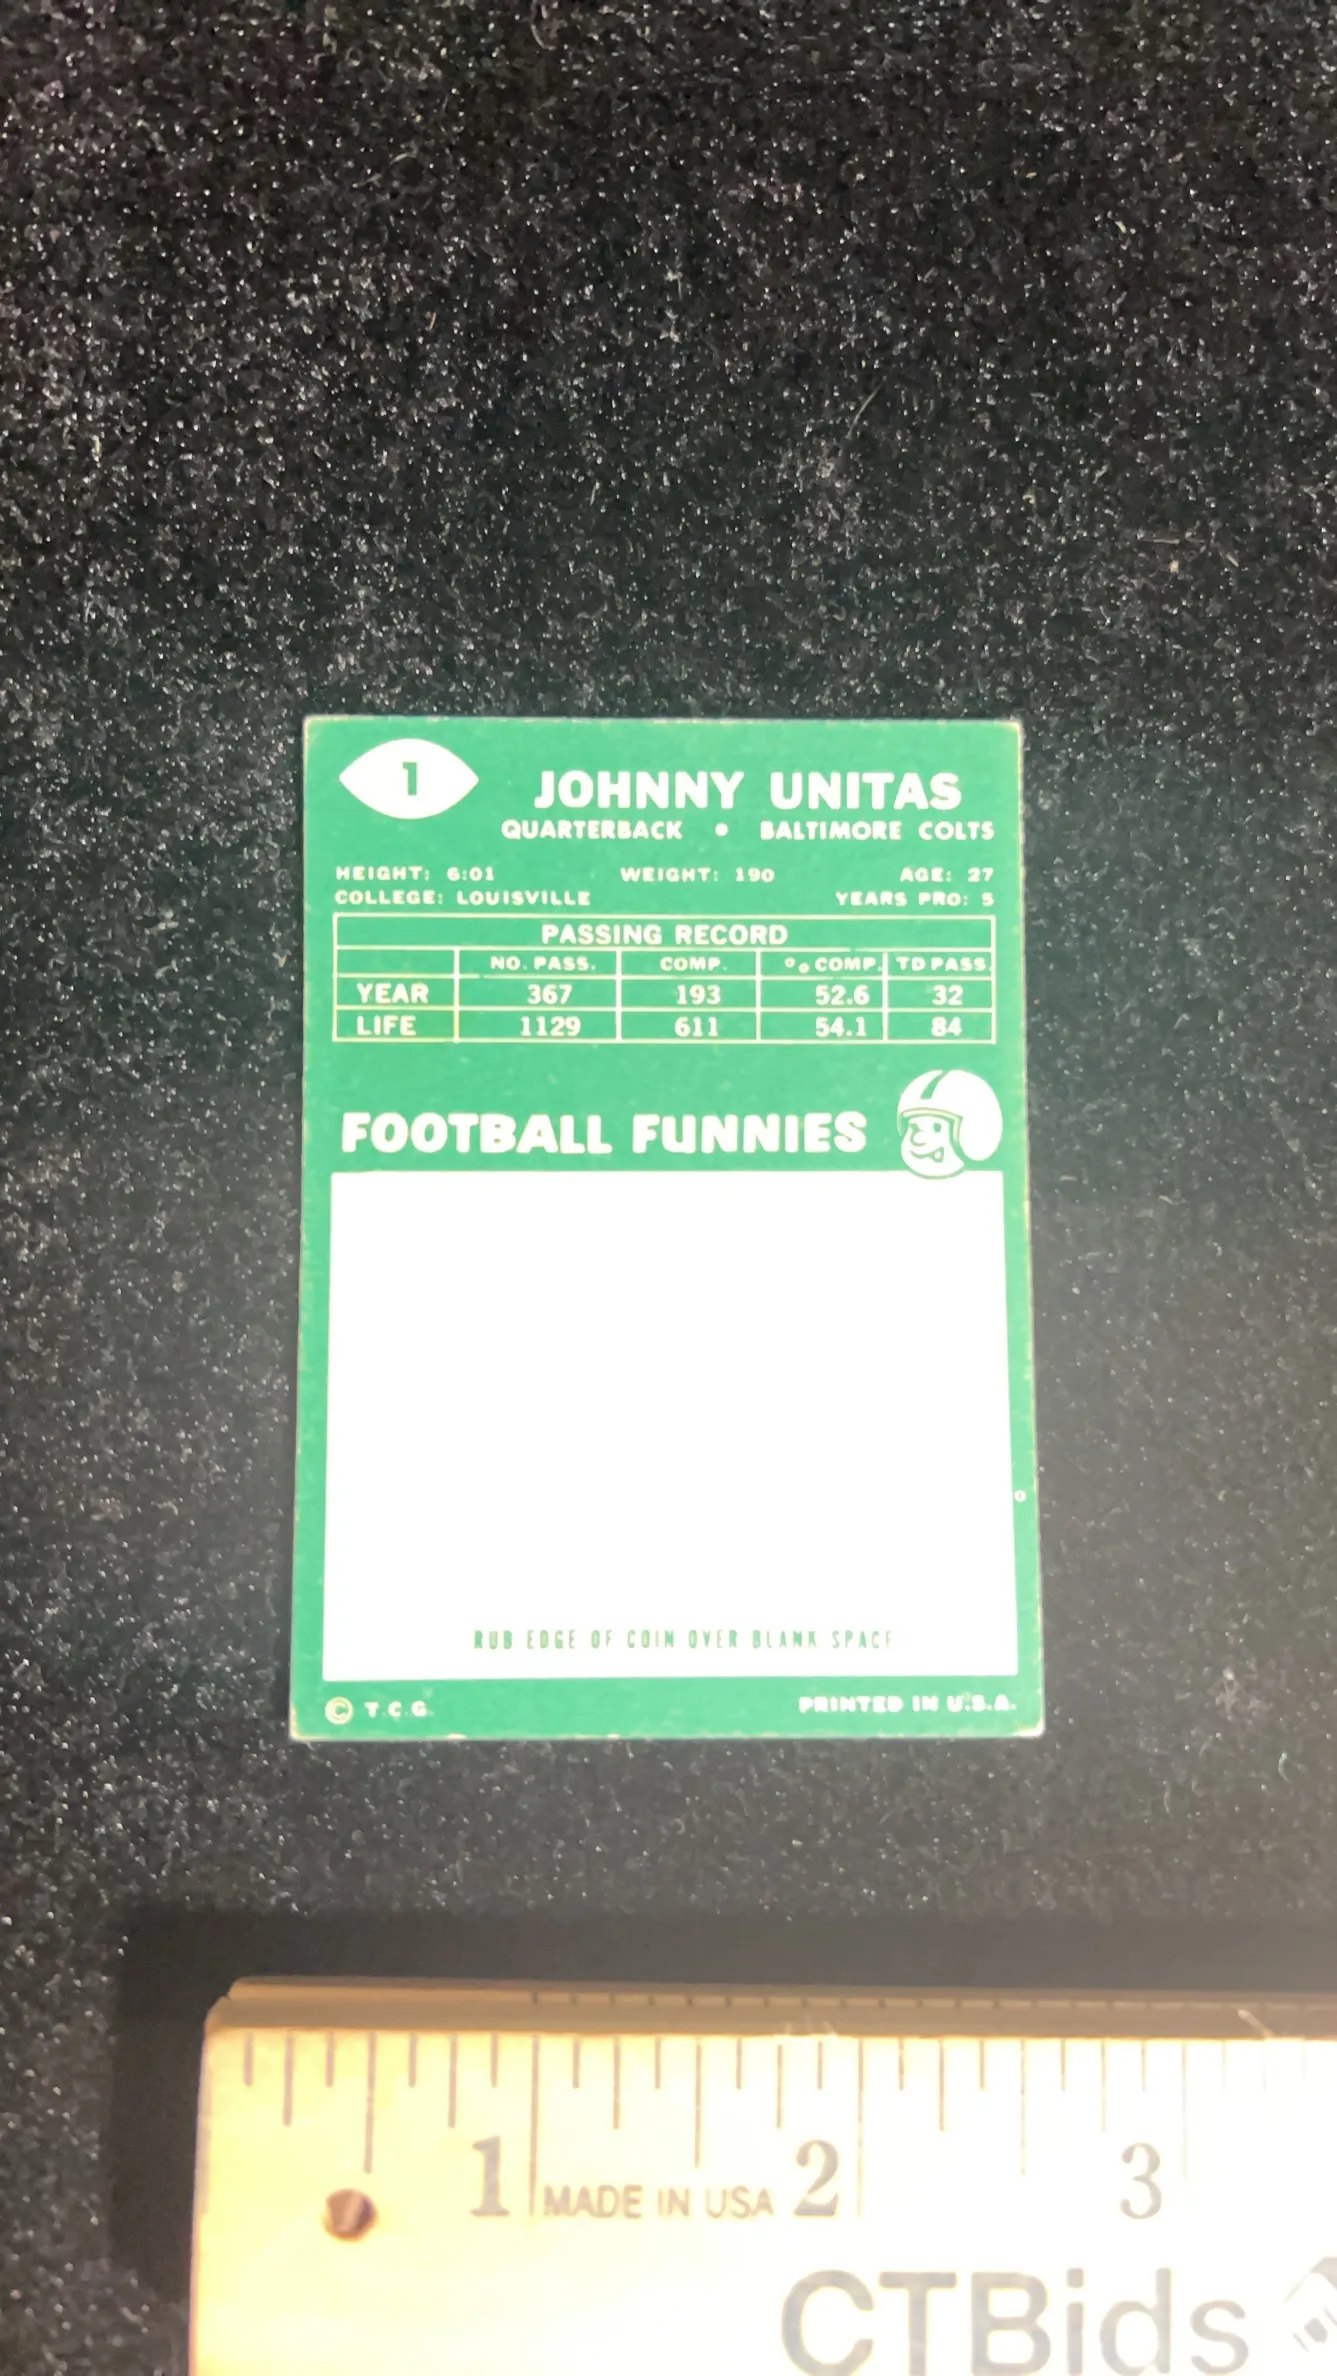 1
JOHNNY UNITAS
QUARTERBACK • BALTIMORE COLTS
HEIGHT: 6:01 WEIGHT: 190 AGE: 27
COLLEGE: LOUISVILLE YEARS PRO: 5
PASSING RECORD
NO. PASS. COMP. % COMP. TD PASS.
YEAR 367 193 52.6 32
LIFE 1129 611 54.1 84
FOOTBALL FUNNIES
RUB EDGE OF COIN OVER BLANK SPACE
© T.C.G. PRINTED IN U.S.A.
1 MADE IN USA 2 3
CTBids